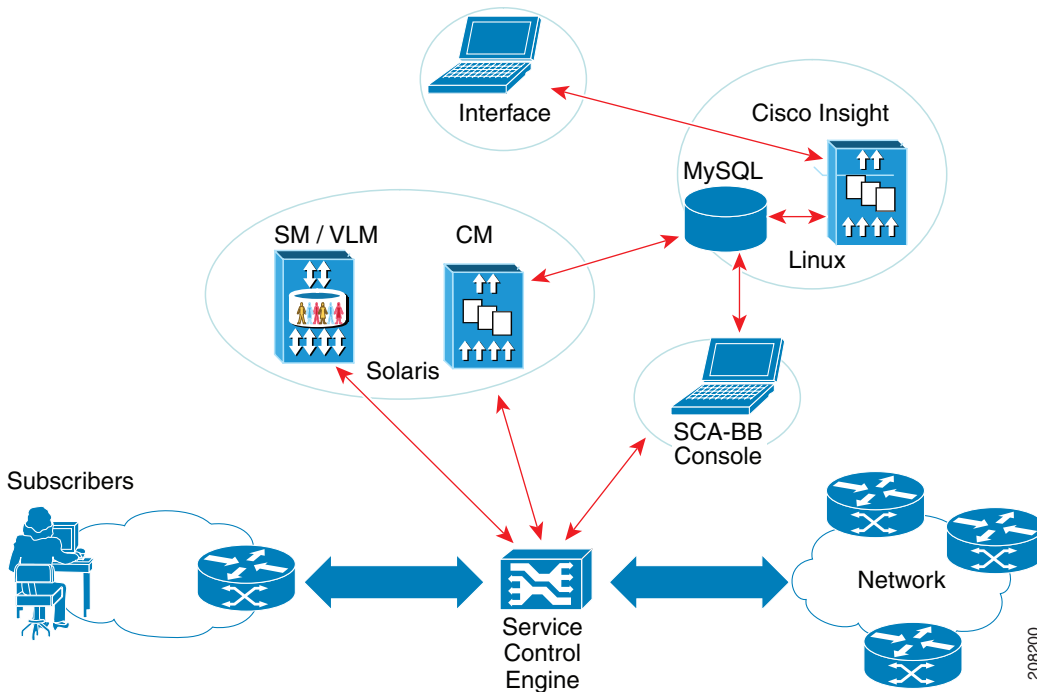 Interface
Cisco Insight
MySQL
Linux
SM / VLM
CM
Solaris
SCA-BB
Console
Subscribers
Service
Control
Engine
Network
208200